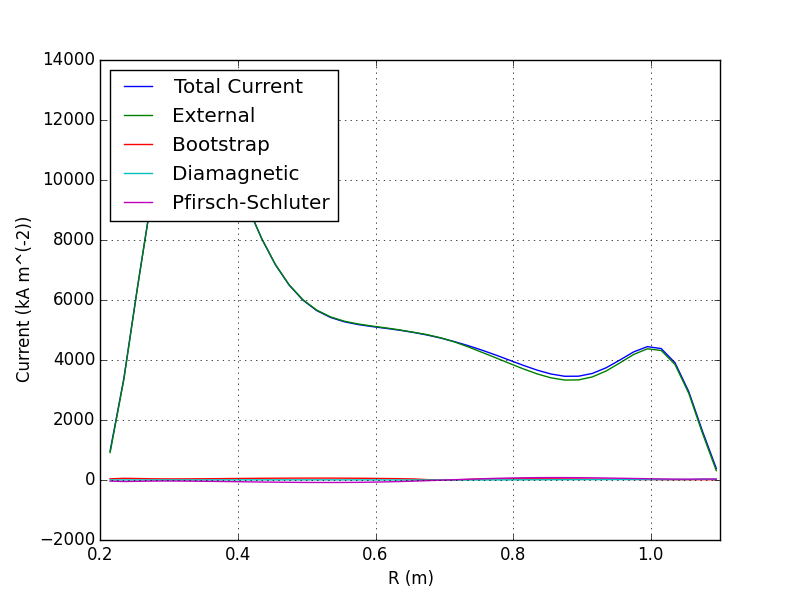 14000
12000
10000
8000
6000
4000
2000
0
−2000
Current (kA m^(-2))
Total Current
External
Bootstrap
Diamagnetic
Pfirsch-Schluter
0.2 0.4 0.6 0.8 1.0
R (m)